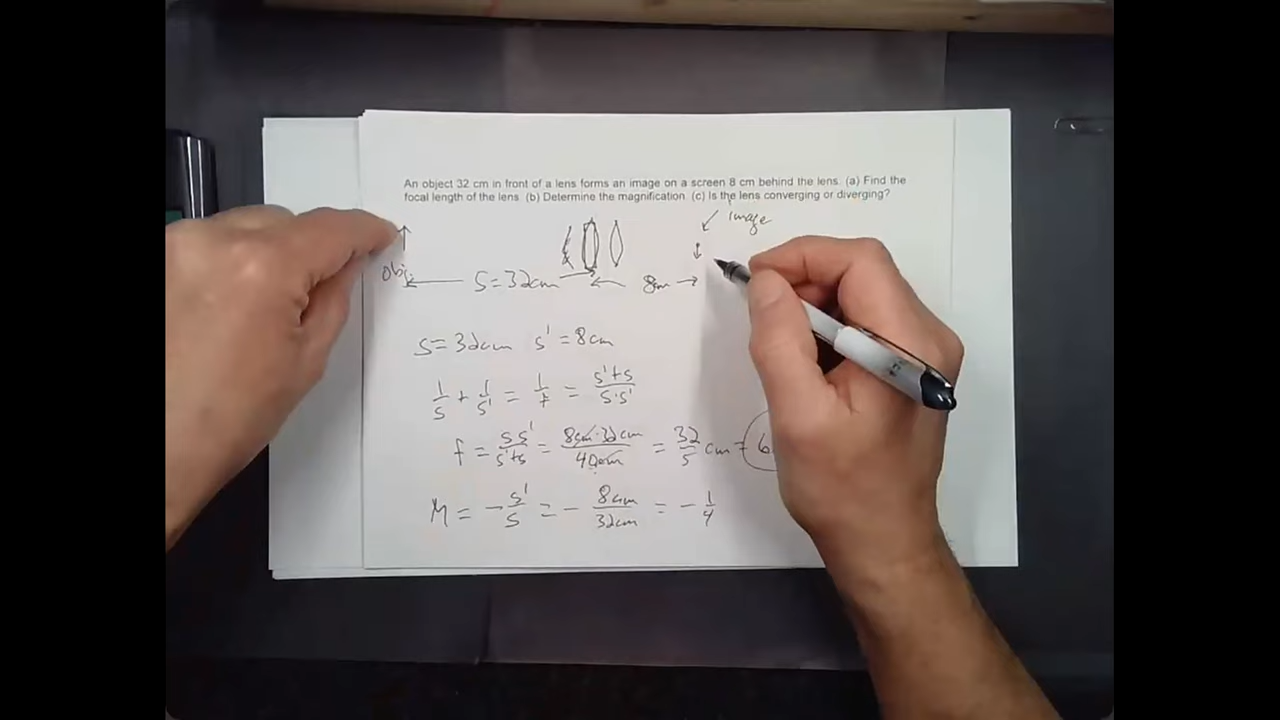 An object 32 cm in front of a lens forms an image on a screen 8 cm behind the lens. (a) Find the
focal length of the lens. (b) Determine the magnification. (c) Is the lens converging or diverging?
image
obj.
S=32cm
8cm
s=32cm s'=8cm
1/s + 1/s' = 1/f = (s'+s)/(s·s')
f = ss'/(s'+s) = (8cm·32cm)/(40cm) = 32/5 cm = 6
M = -s'/s = - 8cm/32cm = - 1/4